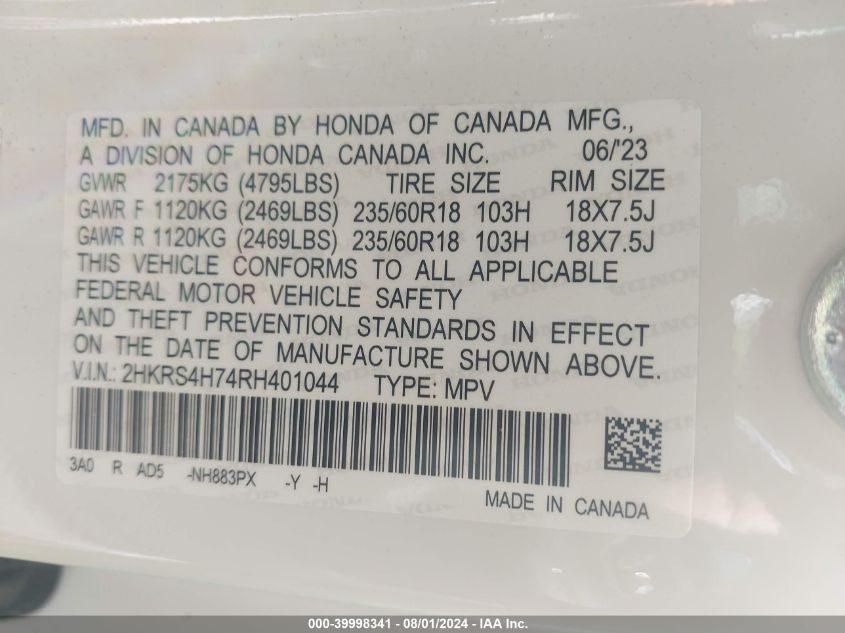 MFD. IN CANADA BY HONDA OF CANADA MFG.,
A DIVISION OF HONDA CANADA INC. 06/'23
GVWR 2175KG (4795LBS) TIRE SIZE RIM SIZE
GAWR F 1120KG (2469LBS) 235/60R18 103H 18X7.5J
GAWR R 1120KG (2469LBS) 235/60R18 103H 18X7.5J
THIS VEHICLE CONFORMS TO ALL APPLICABLE
FEDERAL MOTOR VEHICLE SAFETY
AND THEFT PREVENTION STANDARDS IN EFFECT
ON THE DATE OF MANUFACTURE SHOWN ABOVE.
V.I.N.: 2HKRS4H74RH401044 TYPE: MPV
3A0 R AD5 -NH883PX -Y -H
MADE IN CANADA
000-39998341 - 08/01/2024 - IAA Inc.